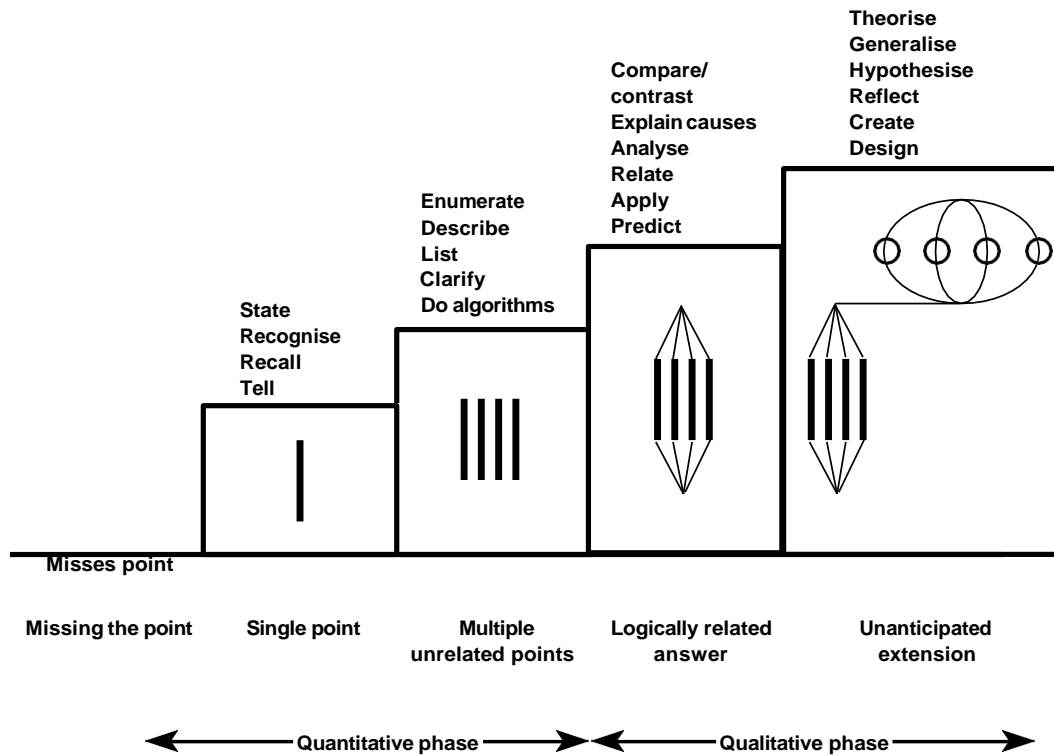 Theorise
Generalise
Hypothesise
Reflect
Create
Design
Compare/
contrast
Explain causes
Analyse
Relate
Apply
Predict
Enumerate
Describe
List
Clarify
Do algorithms
State
Recognise
Recall
Tell
Misses point
Missing the point
Single point
Multiple
unrelated points
Logically related
answer
Unanticipated
extension
Quantitative phase
Qualitative phase